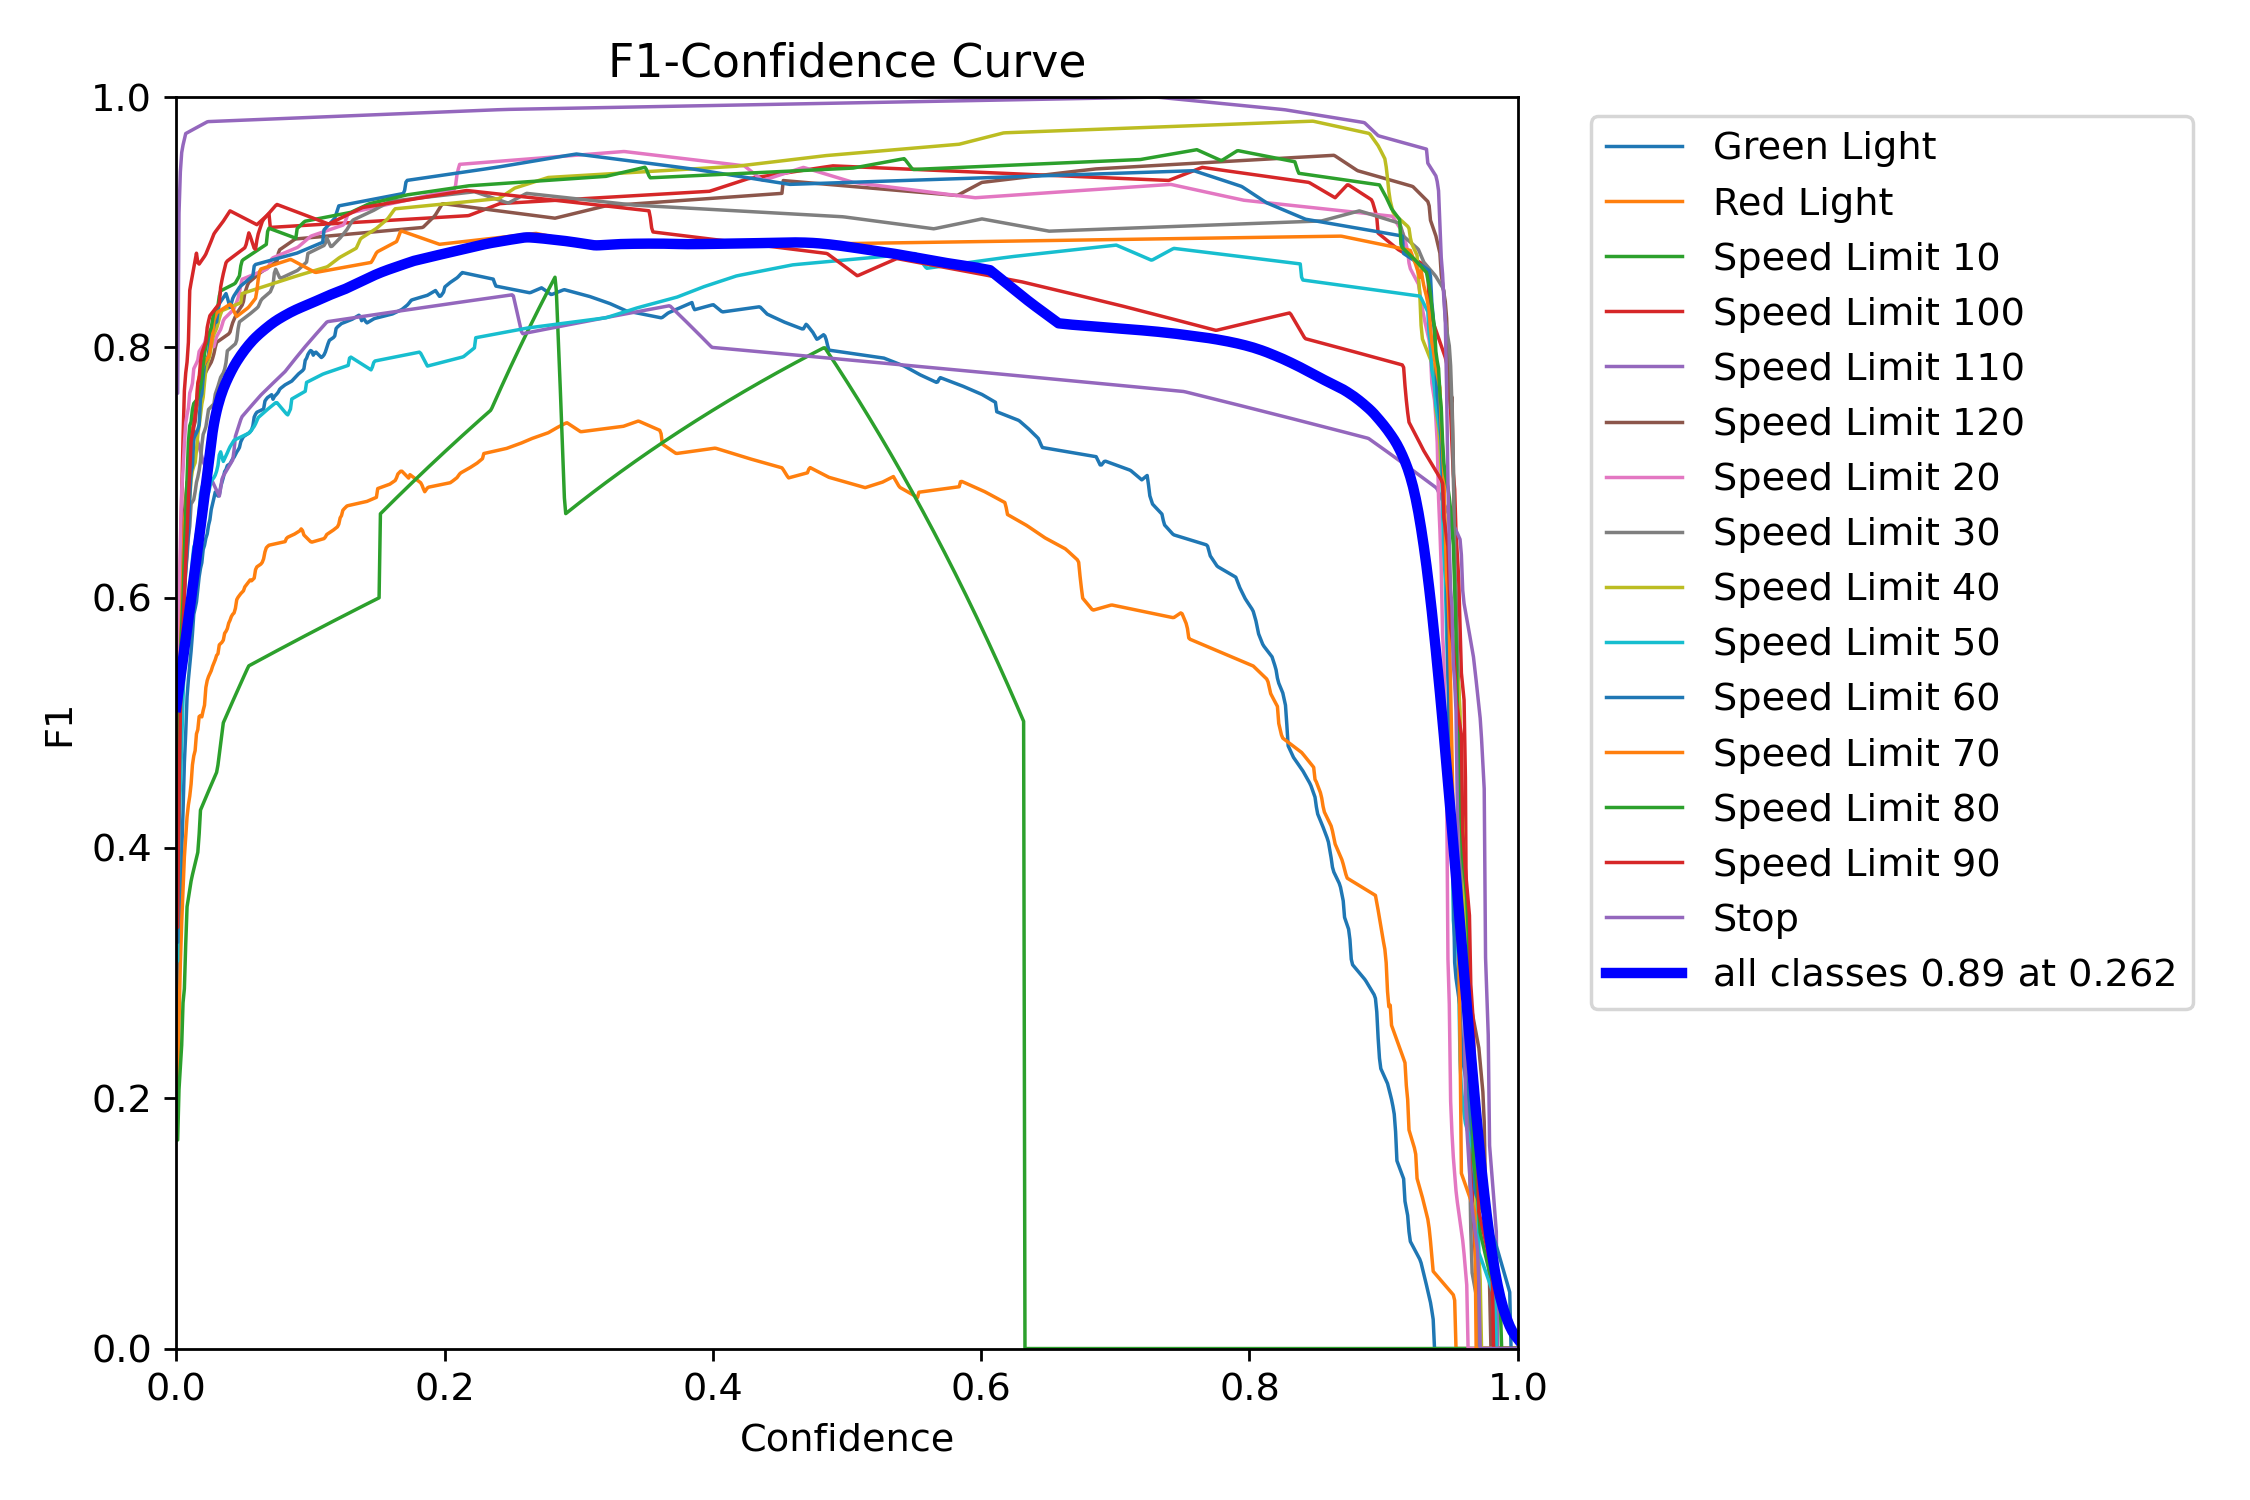 F1-Confidence Curve
1.0
0.8
0.6
0.4
0.2
0.0
F1
0.0 0.2 0.4 0.6 0.8 1.0
Confidence
Green Light
Red Light
Speed Limit 10
Speed Limit 100
Speed Limit 110
Speed Limit 120
Speed Limit 20
Speed Limit 30
Speed Limit 40
Speed Limit 50
Speed Limit 60
Speed Limit 70
Speed Limit 80
Speed Limit 90
Stop
all classes 0.89 at 0.262